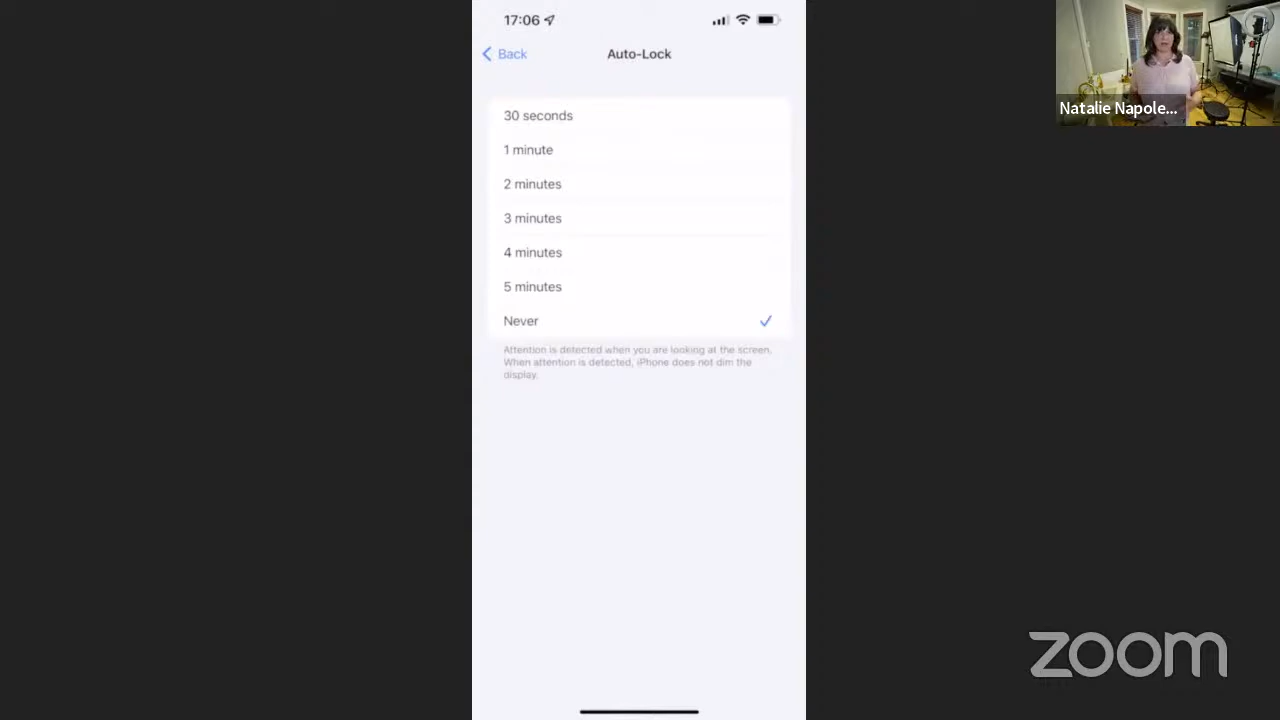 17:06
Back
Auto-Lock
30 seconds
1 minute
2 minutes
3 minutes
4 minutes
5 minutes
Never
Attention is detected when you are looking at the screen.
When attention is detected, iPhone does not dim the
display.
Natalie Napole...
zoom